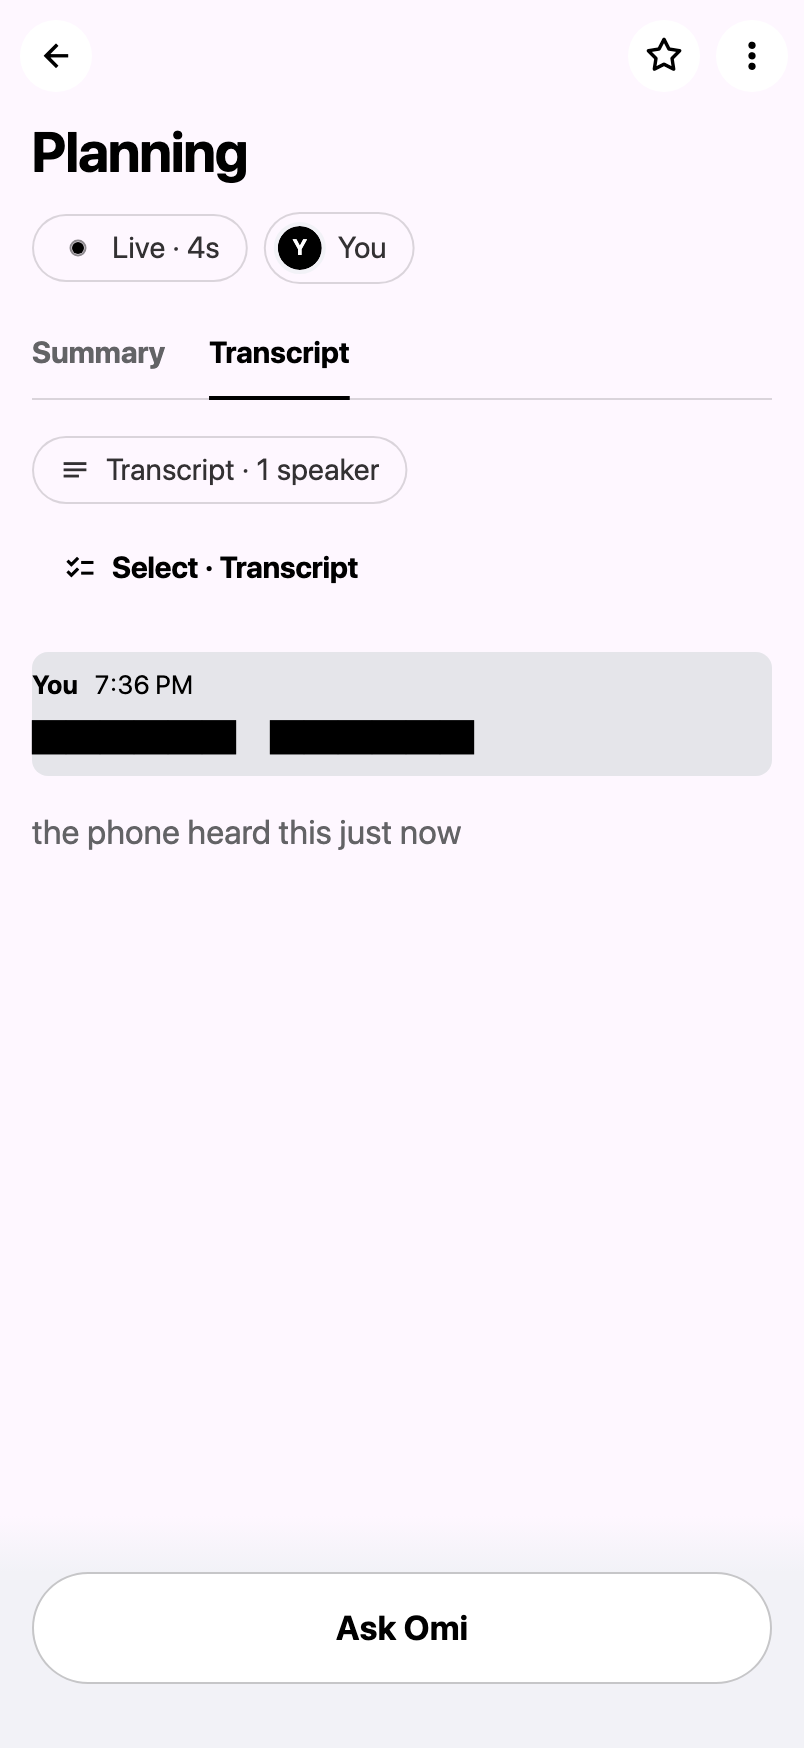 Planning
Live · 4s
Y You
Summary Transcript
Transcript · 1 speaker
Select · Transcript
You 7:36 PM
the phone heard this just now
Ask Omi